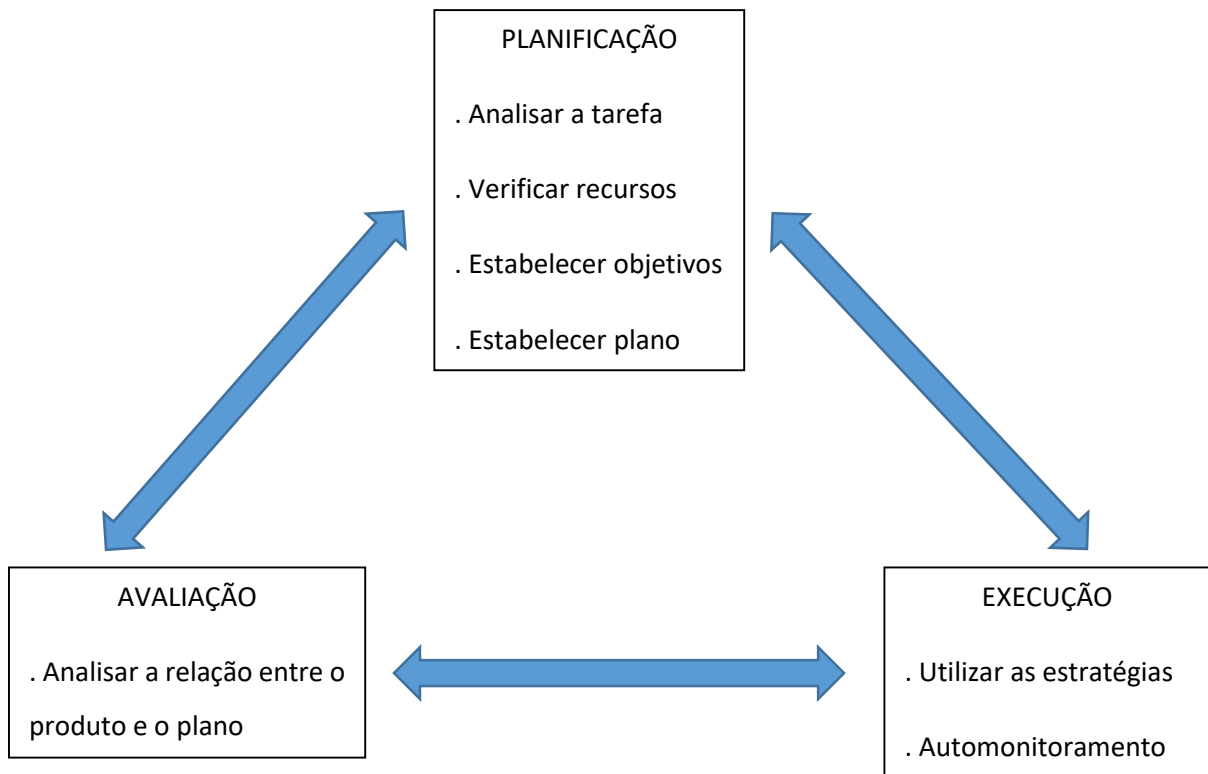 PLANIFICAÇÃO
. Analisar a tarefa
. Verificar recursos
. Estabelecer objetivos
. Estabelecer plano
AVALIAÇÃO
. Analisar a relação entre o
produto e o plano
EXECUÇÃO
. Utilizar as estratégias
. Automonitoramento